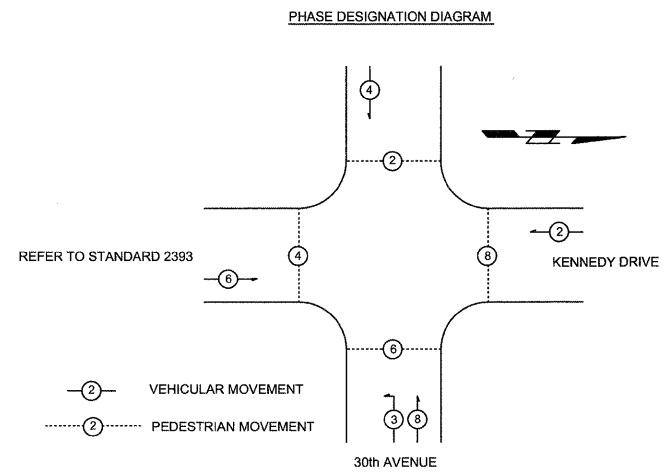 PHASE DESIGNATION DIAGRAM
4
N
2
2
REFER TO STANDARD 2393
4
8
KENNEDY DRIVE
6
6
2 VEHICULAR MOVEMENT
3 8
2 PEDESTRIAN MOVEMENT
30th AVENUE